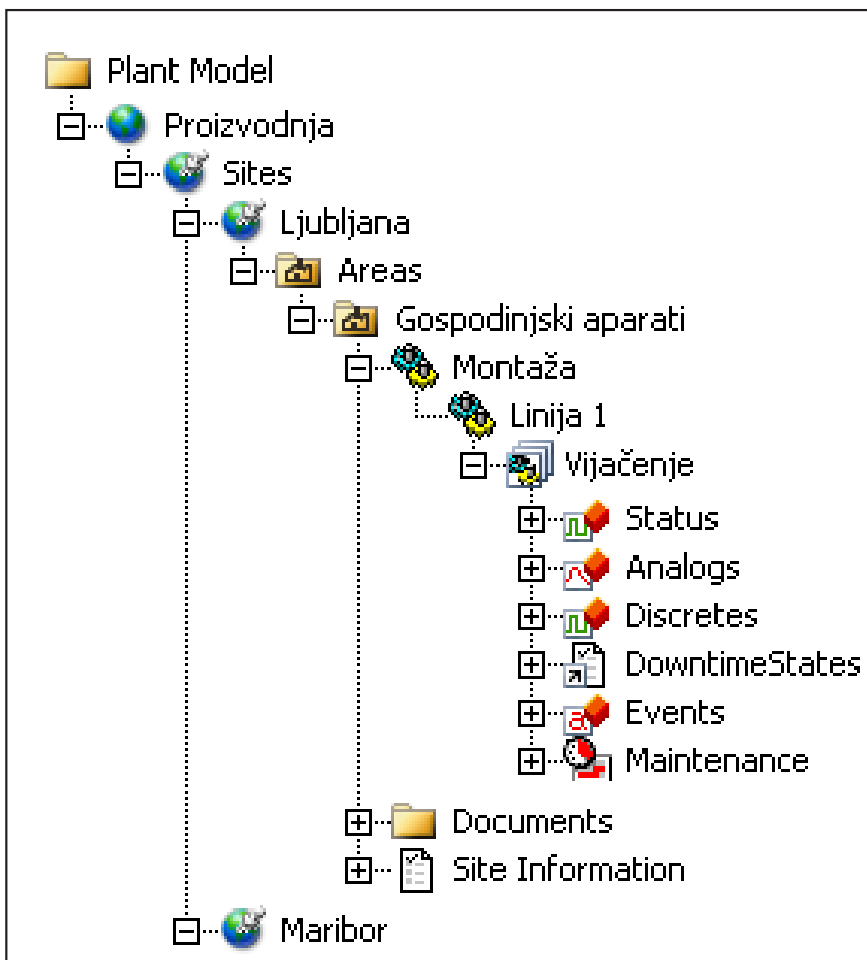 Plant Model
Proizvodnja
Sites
Ljubljana
Areas
Gospodinjski aparati
Montaža
Linija 1
Vijačenje
Status
Analogs
Discretes
DowntimeStates
Events
Maintenance
Documents
Site Information
Maribor